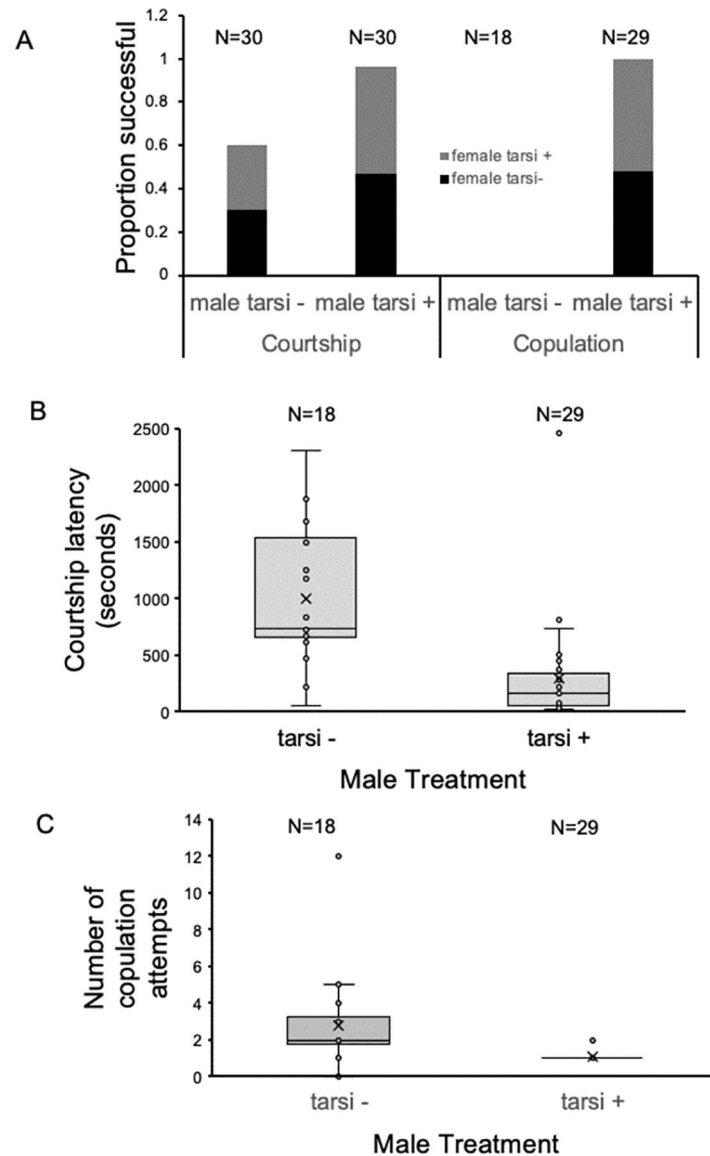 A
N=30 N=30 N=18 N=29
1.2
1
0.8
0.6
0.4
0.2
0
Proportion successful
female tarsi +
female tarsi-
male tarsi - male tarsi + male tarsi - male tarsi +
Courtship Copulation
B
N=18 N=29
2500
2000
1500
1000
500
0
Courtship latency
(seconds)
tarsi - tarsi +
Male Treatment
C
N=18 N=29
14
12
10
8
6
4
2
0
Number of
copulation
attempts
tarsi - tarsi +
Male Treatment